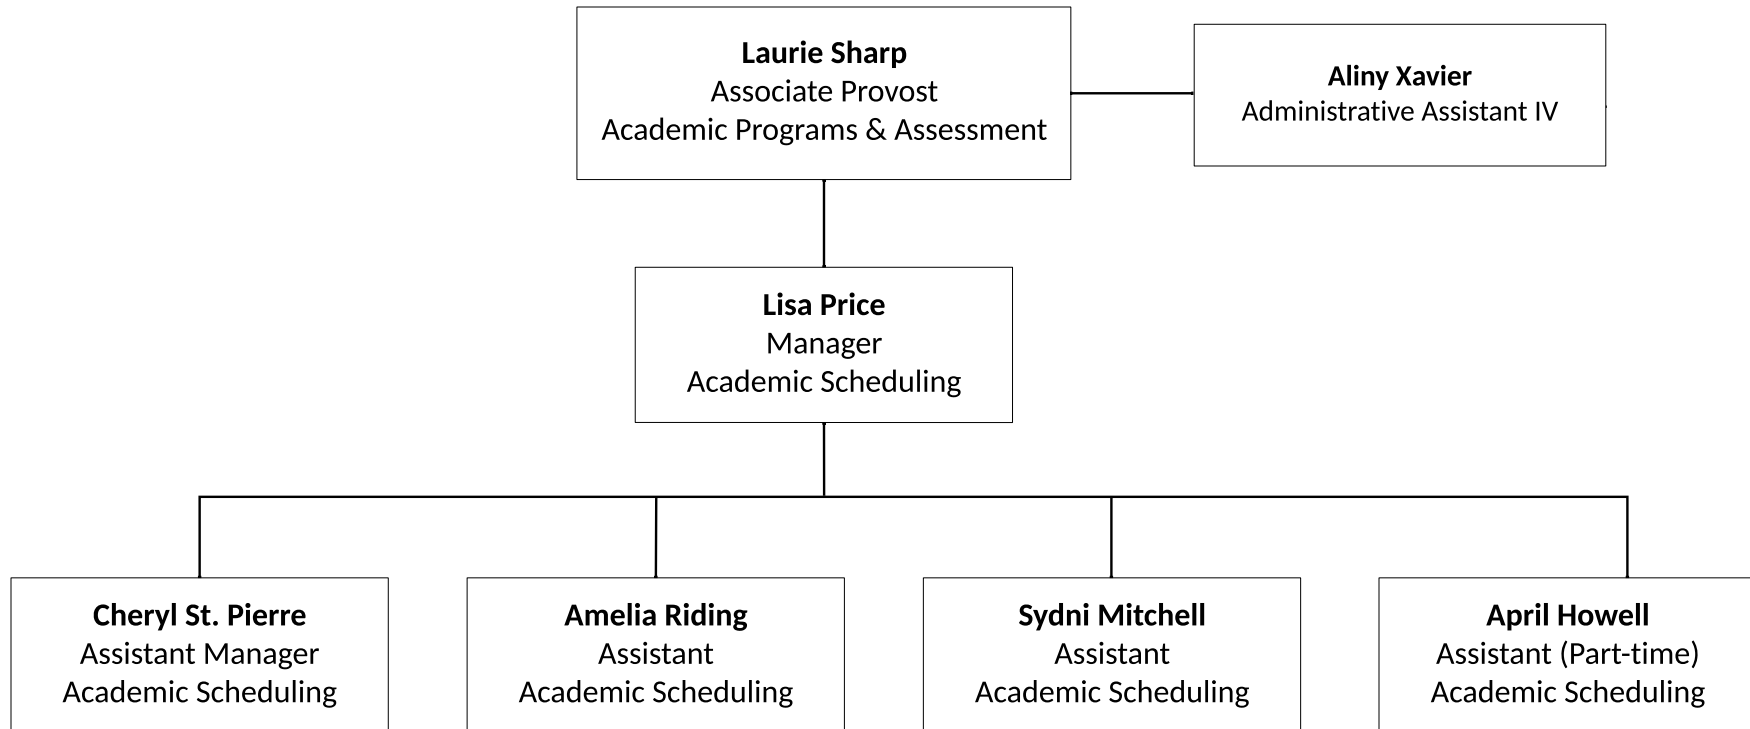 Laurie Sharp
Associate Provost
Academic Programs & Assessment
Aliny Xavier
Administrative Assistant IV
Lisa Price
Manager
Academic Scheduling
Cheryl St. Pierre
Assistant Manager
Academic Scheduling
Amelia Riding
Assistant
Academic Scheduling
Sydni Mitchell
Assistant
Academic Scheduling
April Howell
Assistant (Part-time)
Academic Scheduling